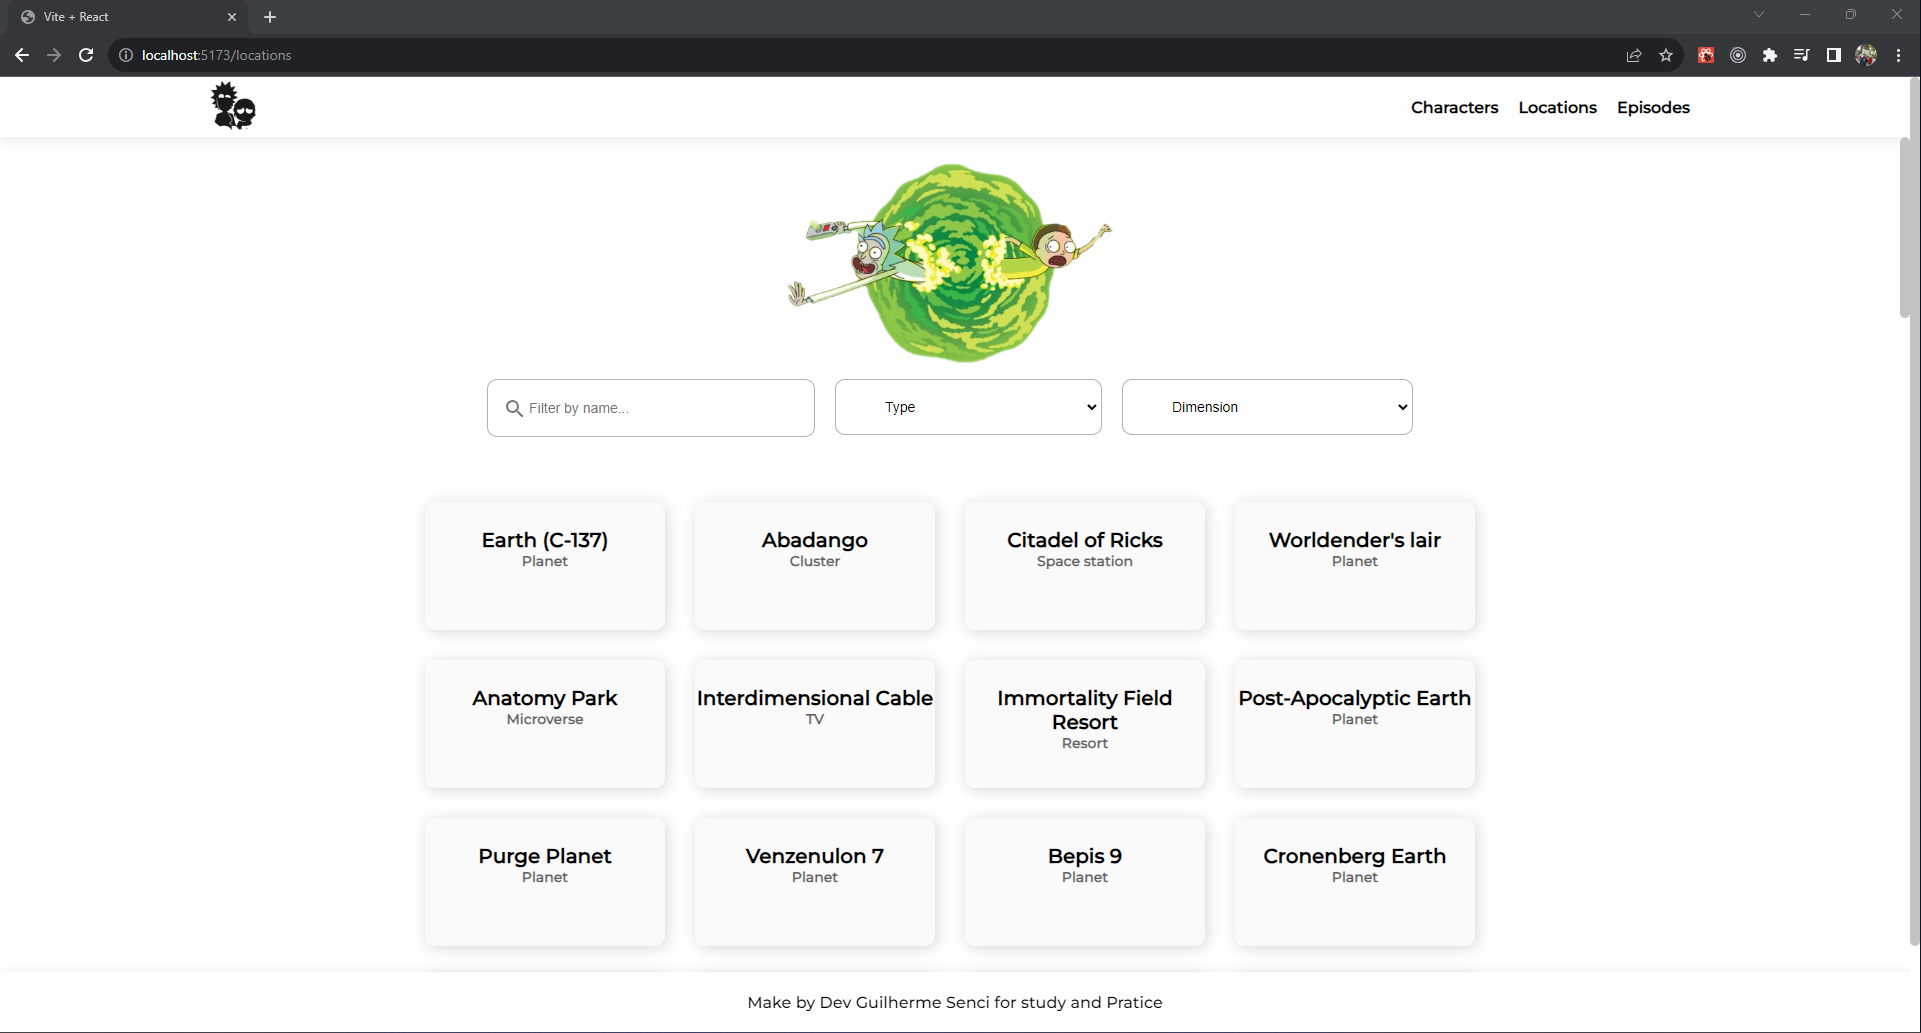 Vite + React
localhost:5173/locations
Characters Locations Episodes
Filter by name...
Type
Dimension
Earth (C-137)
Planet
Abadango
Cluster
Citadel of Ricks
Space station
Worldender's lair
Planet
Anatomy Park
Microverse
Interdimensional Cable
TV
Immortality Field
Resort
Resort
Post-Apocalyptic Earth
Planet
Purge Planet
Planet
Venzenulon 7
Planet
Bepis 9
Planet
Cronenberg Earth
Planet
Make by Dev Guilherme Senci for study and Pratice